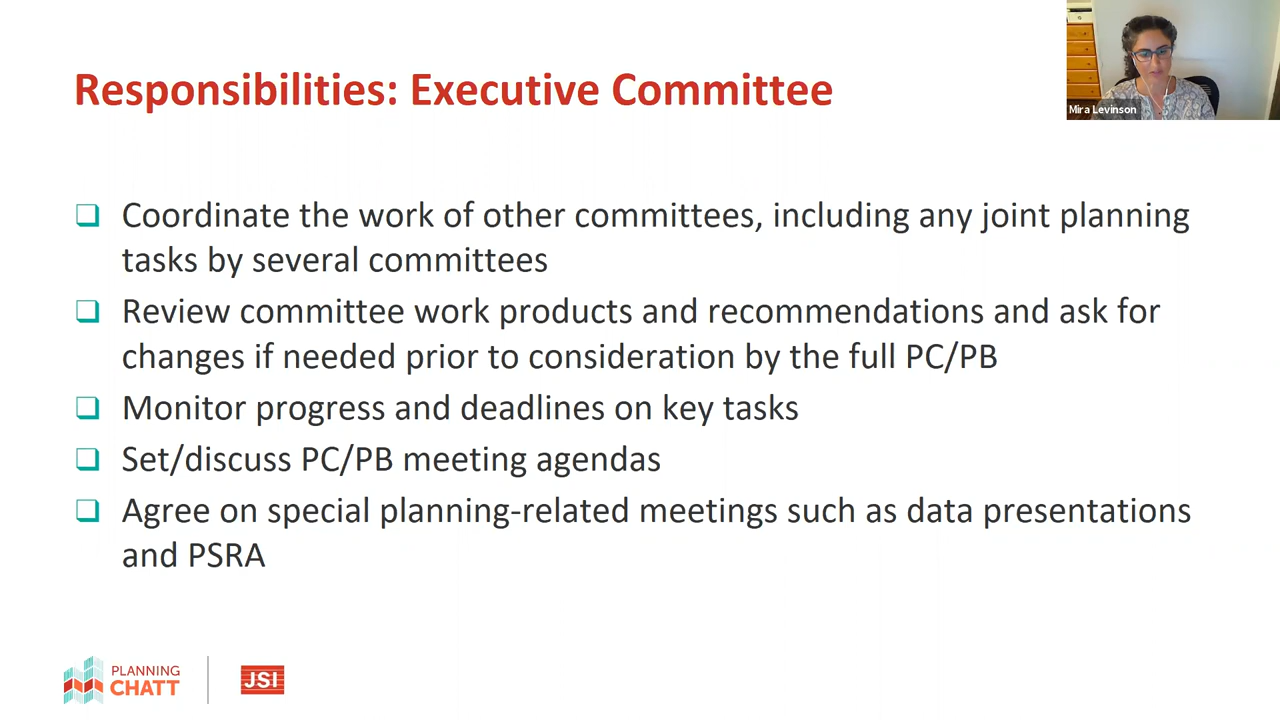 Responsibilities: Executive Committee
Mira Levinson
Coordinate the work of other committees, including any joint planning
tasks by several committees
Review committee work products and recommendations and ask for
changes if needed prior to consideration by the full PC/PB
Monitor progress and deadlines on key tasks
Set/discuss PC/PB meeting agendas
Agree on special planning-related meetings such as data presentations
and PSRA
PLANNING
CHATT
JSI